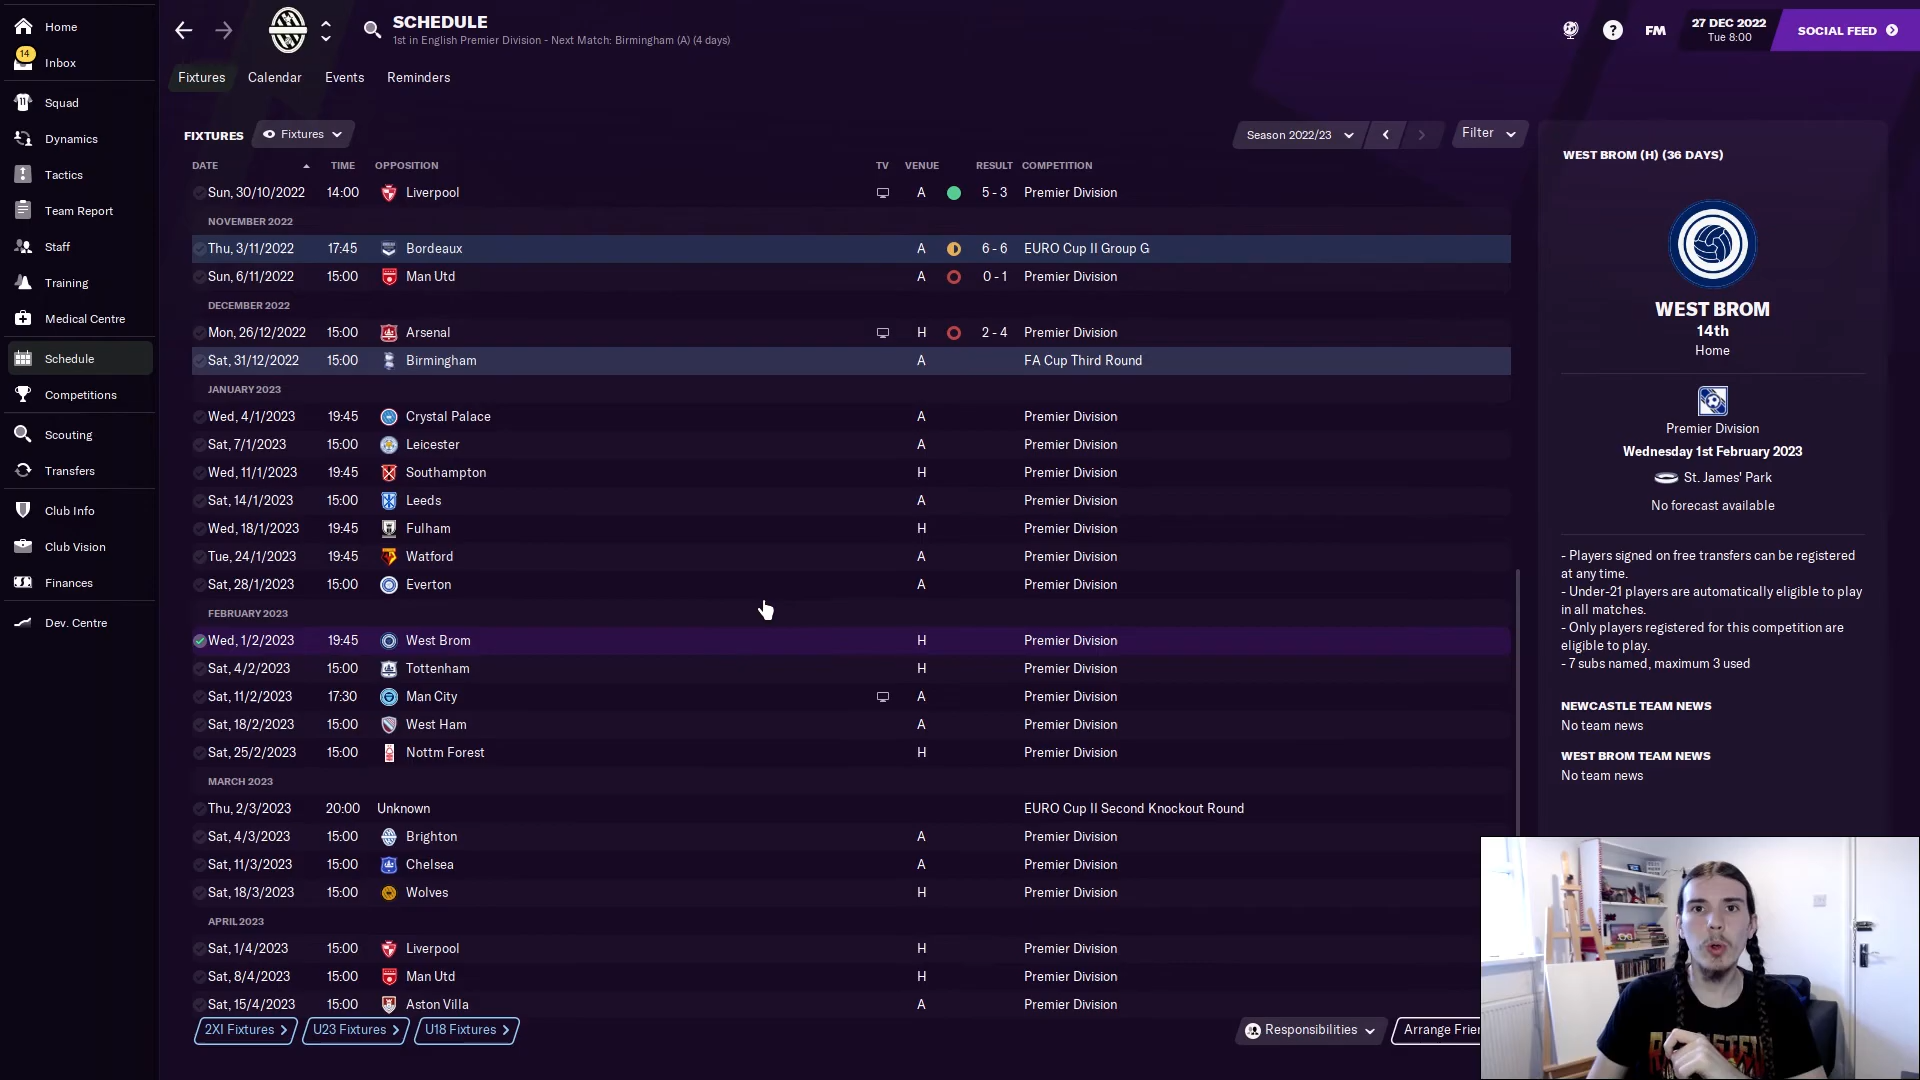 Home
14
Inbox
Squad
Dynamics
Tactics
Team Report
Staff
Training
Medical Centre
Schedule
Competitions
Scouting
Transfers
Club Info
Club Vision
Finances
Dev. Centre
SCHEDULE
1st in English Premier Division - Next Match: Birmingham (A) (4 days)
? FM 27 DEC 2022
Tue 8:00
SOCIAL FEED
Fixtures Calendar Events Reminders
FIXTURES Fixtures Season 2022/23 Filter
DATE TIME OPPOSITION TV VENUE RESULT COMPETITION
Sun, 30/10/2022 14:00 Liverpool A 5 - 3 Premier Division
NOVEMBER 2022
Thu, 3/11/2022 17:45 Bordeaux A 6 - 6 EURO Cup II Group G
Sun, 6/11/2022 15:00 Man Utd A 0 - 1 Premier Division
DECEMBER 2022
Mon, 26/12/2022 15:00 Arsenal H 2 - 4 Premier Division
Sat, 31/12/2022 15:00 Birmingham A FA Cup Third Round
JANUARY 2023
Wed, 4/1/2023 19:45 Crystal Palace A Premier Division
Sat, 7/1/2023 15:00 Leicester A Premier Division
Wed, 11/1/2023 19:45 Southampton H Premier Division
Sat, 14/1/2023 15:00 Leeds A Premier Division
Wed, 18/1/2023 19:45 Fulham H Premier Division
Tue, 24/1/2023 19:45 Watford A Premier Division
Sat, 28/1/2023 15:00 Everton A Premier Division
FEBRUARY 2023
Wed, 1/2/2023 19:45 West Brom H Premier Division
Sat, 4/2/2023 15:00 Tottenham H Premier Division
Sat, 11/2/2023 17:30 Man City A Premier Division
Sat, 18/2/2023 15:00 West Ham A Premier Division
Sat, 25/2/2023 15:00 Nottm Forest H Premier Division
MARCH 2023
Thu, 2/3/2023 20:00 Unknown EURO Cup II Second Knockout Round
Sat, 4/3/2023 15:00 Brighton A Premier Division
Sat, 11/3/2023 15:00 Chelsea A Premier Division
Sat, 18/3/2023 15:00 Wolves H Premier Division
APRIL 2023
Sat, 1/4/2023 15:00 Liverpool H Premier Division
Sat, 8/4/2023 15:00 Man Utd H Premier Division
Sat, 15/4/2023 15:00 Aston Villa A Premier Division
2XI Fixtures U23 Fixtures U18 Fixtures Responsibilities Arrange Frien
WEST BROM (H) (36 DAYS)
WEST BROM
14th
Home
Premier Division
Wednesday 1st February 2023
St. James' Park
No forecast available
- Players signed on free transfers can be registered
at any time.
- Under-21 players are automatically eligible to play
in all matches.
- Only players registered for this competition are
eligible to play.
- 7 subs named, maximum 3 used
NEWCASTLE TEAM NEWS
No team news
WEST BROM TEAM NEWS
No team news